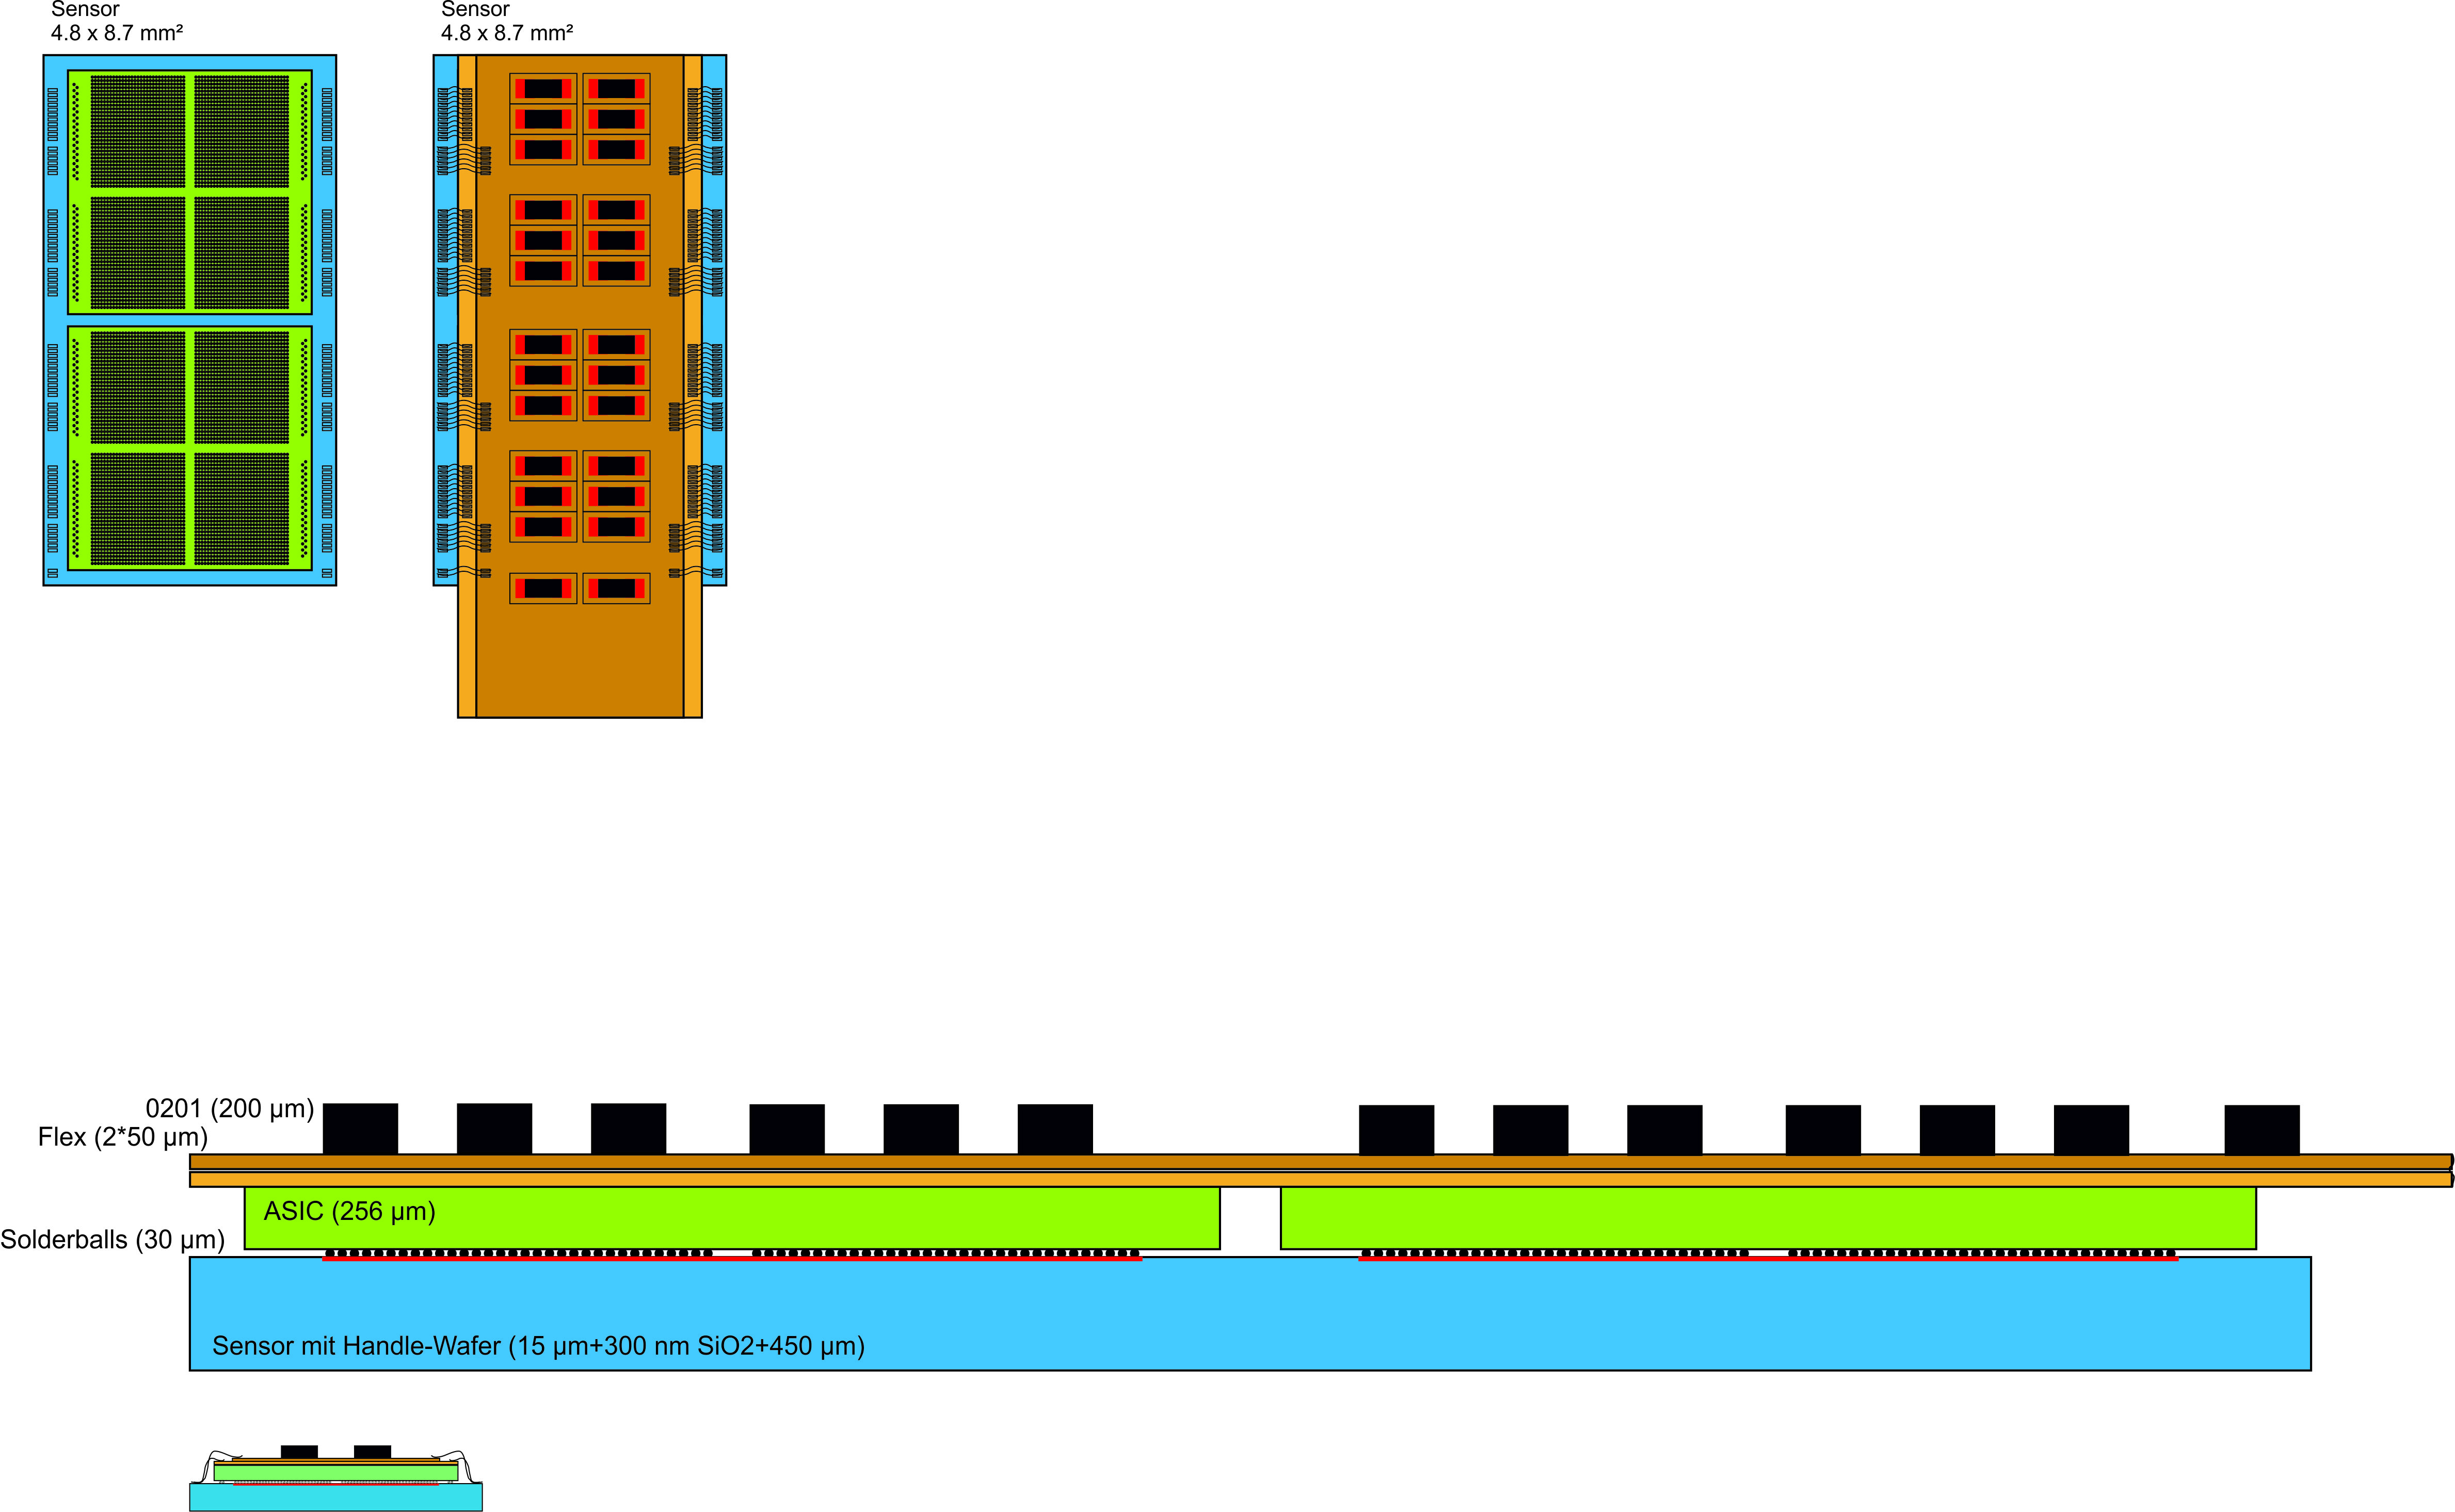 Sensor
4.8 x 8.7 mm²
Sensor
4.8 x 8.7 mm²
0201 (200 µm)
Flex (2*50 µm)
ASIC (256 µm)
Solderballs (30 µm)
Sensor mit Handle-Wafer (15 µm+300 nm SiO2+450 µm)